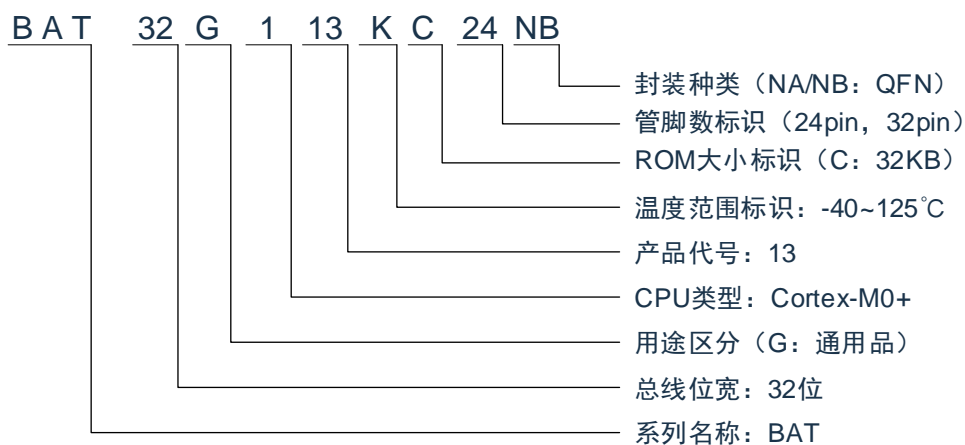 BAT 32 G 1 13 K C 24 NB
封装种类（NA/NB：QFN）
管脚数标识（24pin，32pin）
ROM大小标识（C：32KB）
温度范围标识：-40~125℃
产品代号：13
CPU类型：Cortex-M0+
用途区分（G：通用品）
总线位宽：32位
系列名称：BAT